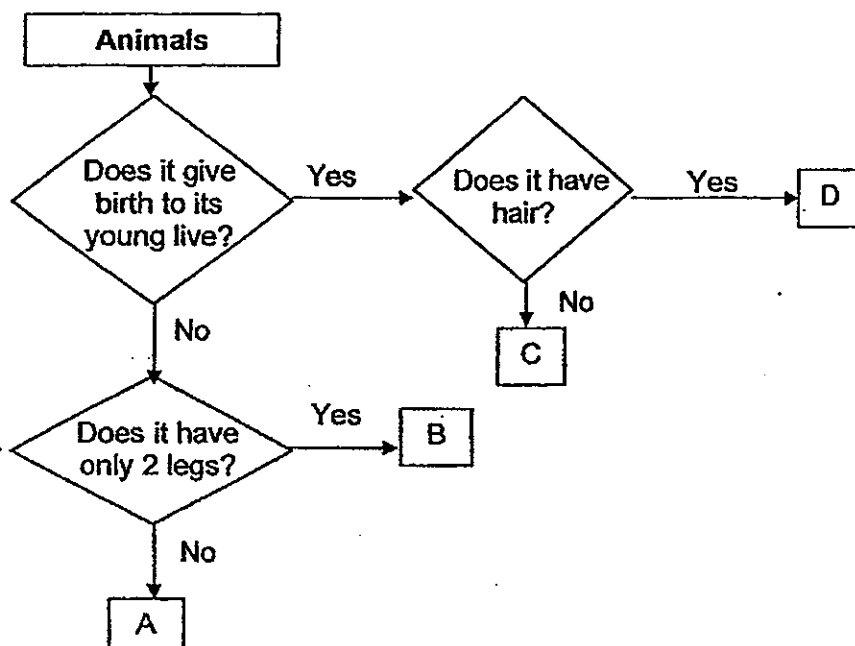 Animals
Does it give
birth to its
young live?
Yes
Does it have
hair?
Yes
D
No
C
No
Does it have
only 2 legs?
Yes
B
No
A